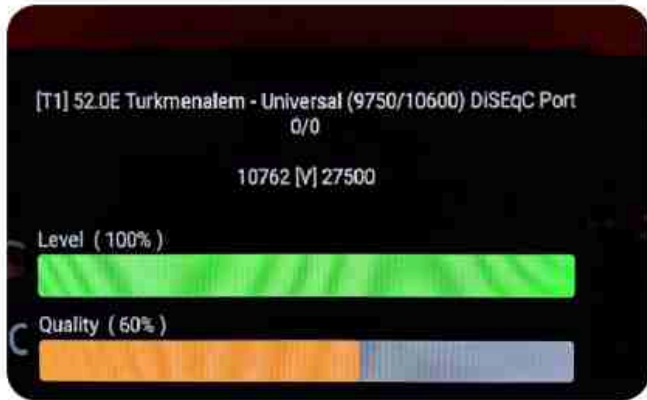 [T1] 52.0E Turkmenalem - Universal (9750/10600) DiSEqC Port
0/0
10762 [V] 27500
Level ( 100% )
Quality ( 60% )